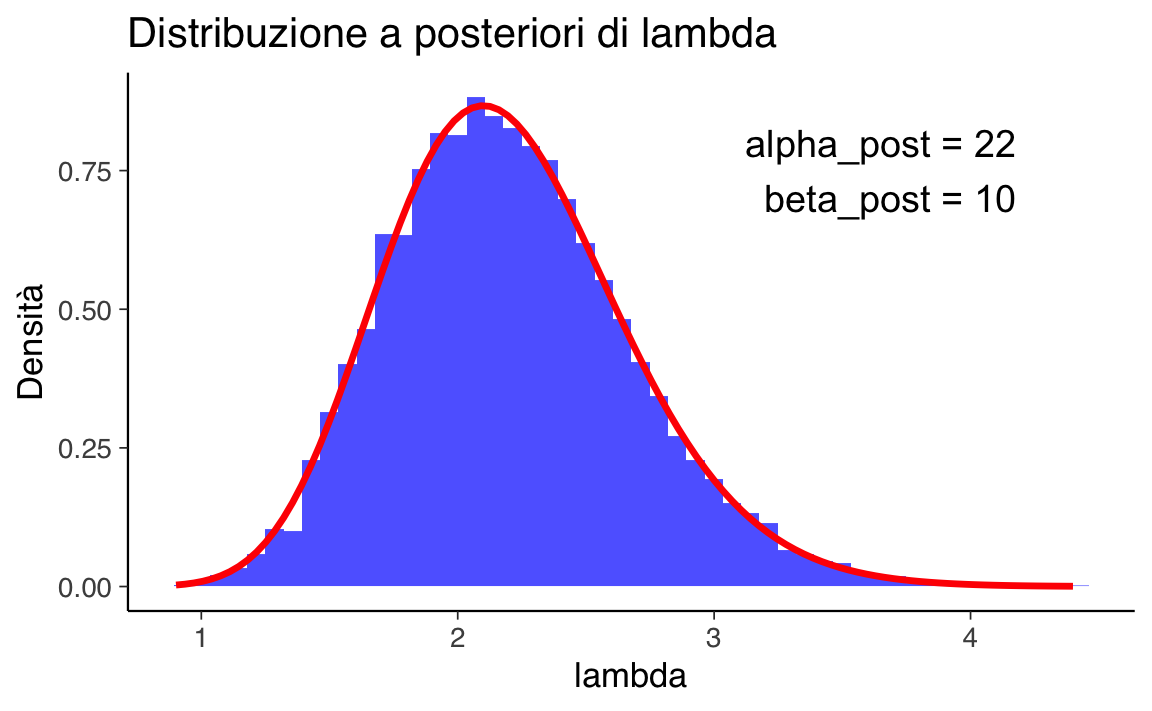 Distribuzione a posteriori di lambda
alpha_post = 22
beta_post = 10
Densità
0.75
0.50
0.25
0.00
1
2
3
4
lambda